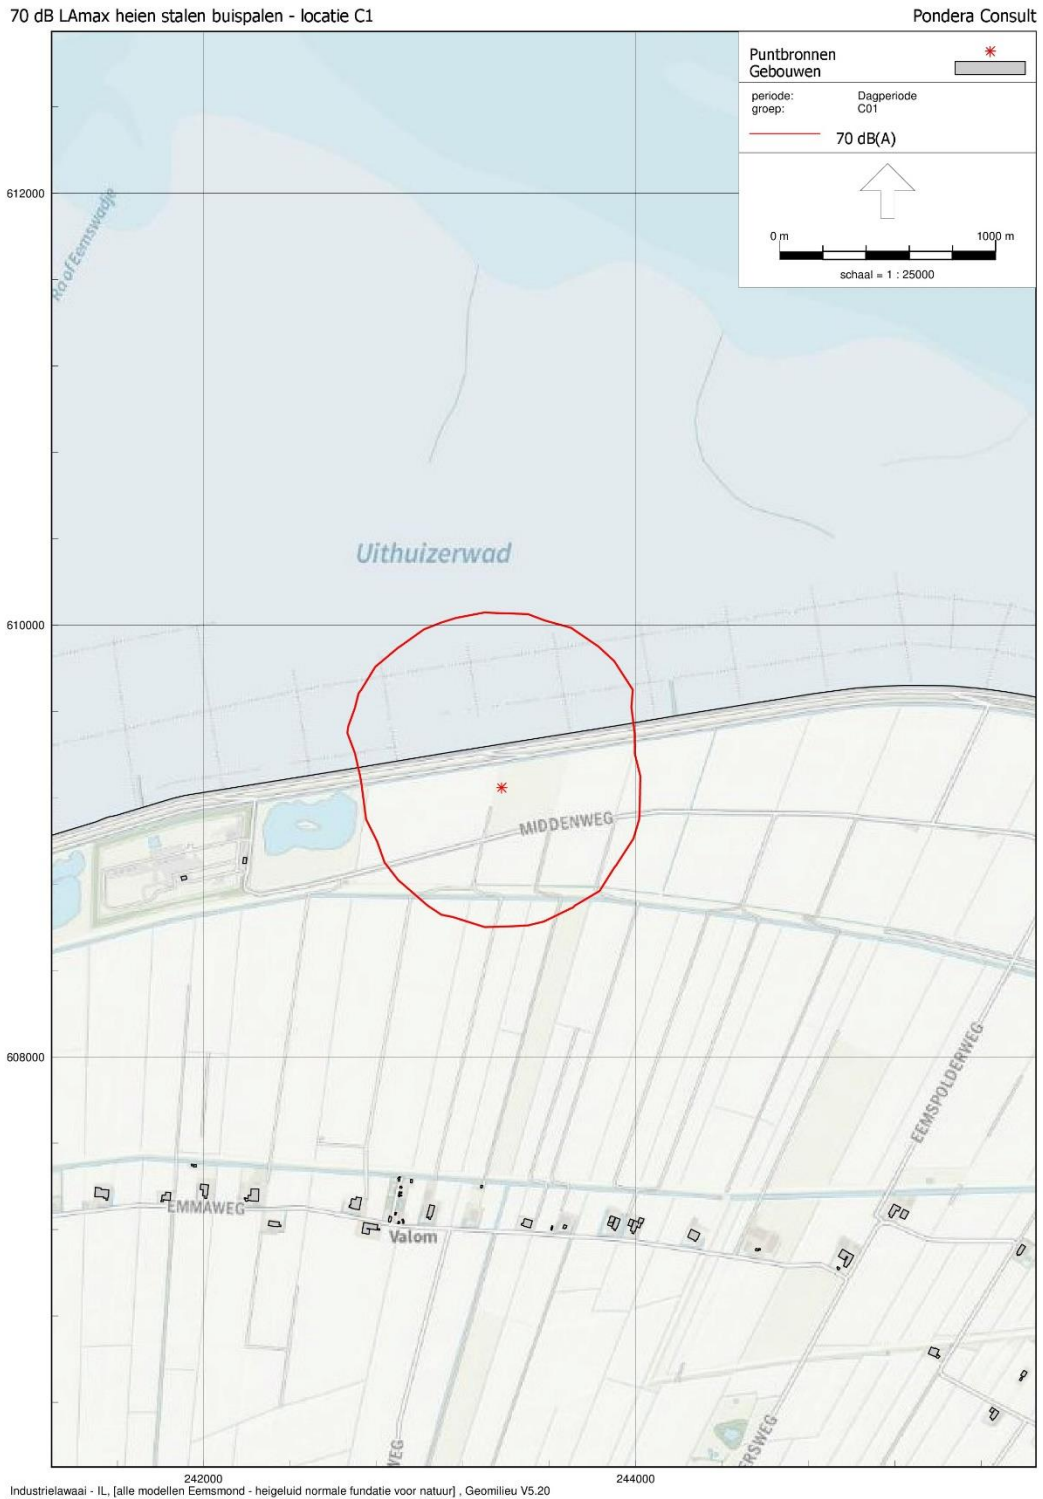 70 dB LAmax heien stalen buispalen - locatie C1
Pondera Consult
Puntbronnen
Gebouwen
periode: Dagperiode
groep: C01
70 dB(A)
0 m 1000 m
schaal = 1 : 25000
612000
Ra of Eemswadje
Uithuizerwad
610000
MIDDENWEG
608000
EEMSPOLDERWEG
EMMAWEG
Valom
WEG
ERSWEG
242000 244000
Industrielawaai - IL, [alle modellen Eemsmond - heigeluid normale fundatie voor natuur] , Geomilieu V5.20